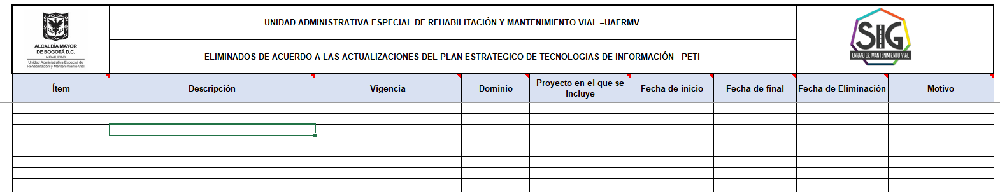 UNIDAD ADMINISTRATIVA ESPECIAL DE REHABILITACIÓN Y MANTENIMIENTO VIAL –UAERMV-
ALCALDÍA MAYOR
DE BOGOTÁ D.C.
MOVILIDAD
Unidad Administrativa Especial de
Rehabilitación y Mantenimiento Vial
ELIMINADOS DE ACUERDO A LAS ACTUALIZACIONES DEL PLAN ESTRATEGICO DE TECNOLOGIAS DE INFORMACIÓN - PETI-
SIG
UNIDAD DE MANTENIMIENTO VIAL
Ítem
Descripción
Vigencia
Dominio
Proyecto en el que se
incluye
Fecha de inicio
Fecha de final
Fecha de Eliminación
Motivo